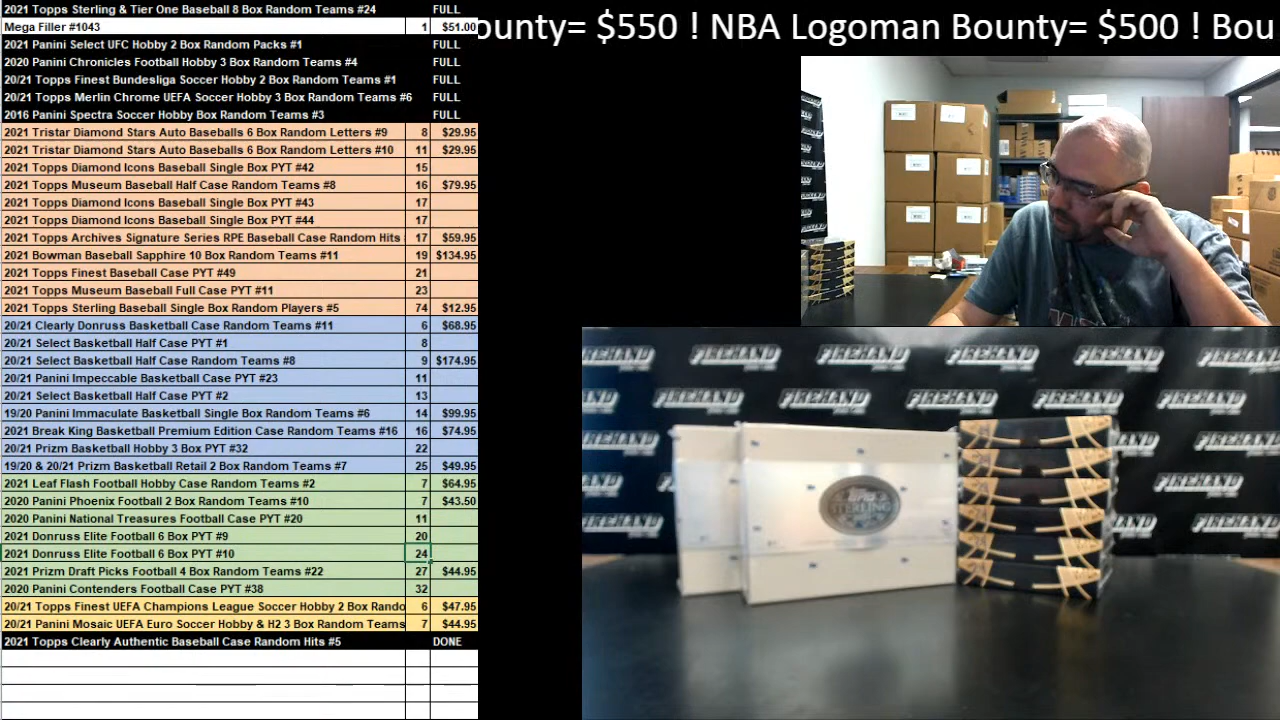 2021 Topps Sterling & Tier One Baseball 8 Box Random Teams #24 FULL
Mega Filler #1043 1 $51.00
2021 Panini Select UFC Hobby 2 Box Random Packs #1 FULL
2020 Panini Chronicles Football Hobby 3 Box Random Teams #4 FULL
20/21 Topps Finest Bundesliga Soccer Hobby 2 Box Random Teams #1 FULL
20/21 Topps Merlin Chrome UEFA Soccer Hobby 3 Box Random Teams #6 FULL
2016 Panini Spectra Soccer Hobby Box Random Teams #3 FULL
2021 Tristar Diamond Stars Auto Baseballs 6 Box Random Letters #9 8 $29.95
2021 Tristar Diamond Stars Auto Baseballs 6 Box Random Letters #10 11 $29.95
2021 Topps Diamond Icons Baseball Single Box PYT #42 15
2021 Topps Museum Baseball Half Case Random Teams #8 16 $79.95
2021 Topps Diamond Icons Baseball Single Box PYT #43 17
2021 Topps Diamond Icons Baseball Single Box PYT #44 17
2021 Topps Archives Signature Series RPE Baseball Case Random Hits 17 $59.95
2021 Bowman Baseball Sapphire 10 Box Random Teams #11 19 $134.95
2021 Topps Finest Baseball Case PYT #49 21
2021 Topps Museum Baseball Full Case PYT #11 23
2021 Topps Sterling Baseball Single Box Random Players #5 74 $12.95
20/21 Clearly Donruss Basketball Case Random Teams #11 6 $68.95
20/21 Select Basketball Half Case PYT #1 8
20/21 Select Basketball Half Case Random Teams #8 9 $174.95
20/21 Panini Impeccable Basketball Case PYT #23 11
20/21 Select Basketball Half Case PYT #2 13
19/20 Panini Immaculate Basketball Single Box Random Teams #6 14 $99.95
2021 Break King Basketball Premium Edition Case Random Teams #16 16 $74.95
20/21 Prizm Basketball Hobby 3 Box PYT #32 22
19/20 & 20/21 Prizm Basketball Retail 2 Box Random Teams #7 25 $49.95
2021 Leaf Flash Football Hobby Case Random Teams #2 7 $64.95
2020 Panini Phoenix Football 2 Box Random Teams #10 7 $43.50
2020 Panini National Treasures Football Case PYT #20 11
2021 Donruss Elite Football 6 Box PYT #9 20
2021 Donruss Elite Football 6 Box PYT #10 24
2021 Prizm Draft Picks Football 4 Box Random Teams #22 27 $44.95
2020 Panini Contenders Football Case PYT #38 32
20/21 Topps Finest UEFA Champions League Soccer Hobby 2 Box Rando 6 $47.95
20/21 Panini Mosaic UEFA Euro Soccer Hobby & H2 3 Box Random Teams 7 $44.95
2021 Topps Clearly Authentic Baseball Case Random Hits #5 DONE
ounty= $550 ! NBA Logoman Bounty= $500 ! Bou
FIREHAND FIREHAND FIREHAND FIREHAND FIREHAND FIREHAND
FIREHAND FIREHAND FIREHAND FIREHAND FIREHAND
TOPPS
STERLING